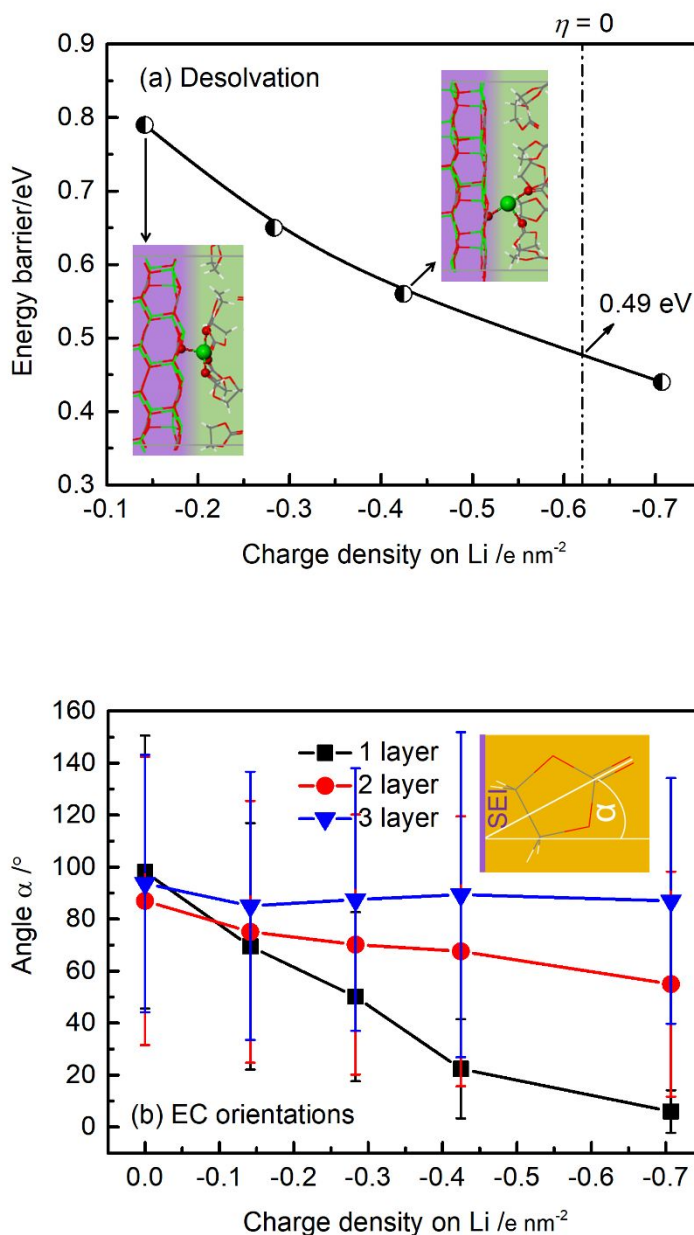 η = 0
0.9
(a) Desolvation
0.8
0.7
0.6
0.5
0.4
0.3
Energy barrier/eV
0.49 eV
-0.1 -0.2 -0.3 -0.4 -0.5 -0.6 -0.7
Charge density on Li /e nm⁻²
160
140
120
100
80
60
40
20
0
Angle α /°
1 layer
2 layer
3 layer
SEI
α
(b) EC orientations
0.0 -0.1 -0.2 -0.3 -0.4 -0.5 -0.6 -0.7
Charge density on Li /e nm⁻²